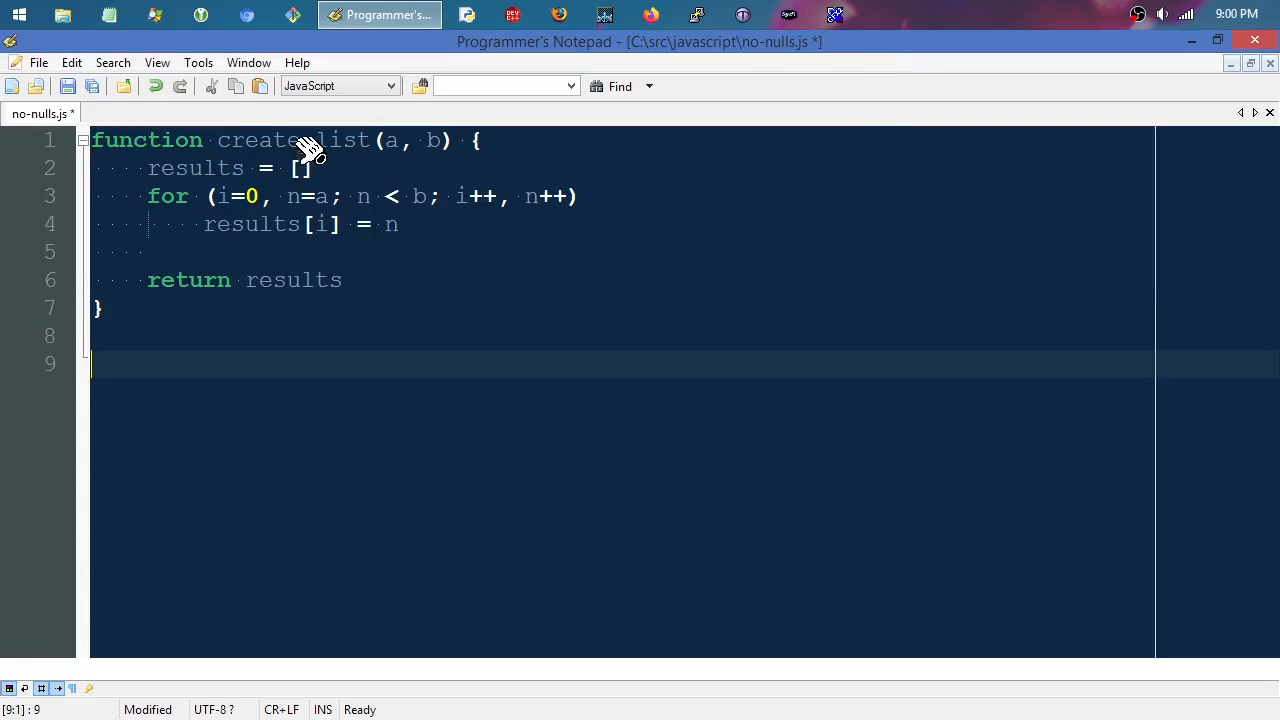 Programmer's...
9:00 PM
Programmer's Notepad - [C:\src\javascript\no-nulls.js *]
File Edit Search View Tools Window Help
JavaScript Find
no-nulls.js *
1 function create list(a, b) {
2 results = []
3 for (i=0, n=a; n < b; i++, n++)
4 results[i] = n
5
6 return results
7 }
8
9
[9:1] : 9 Modified UTF-8 ? CR+LF INS Ready